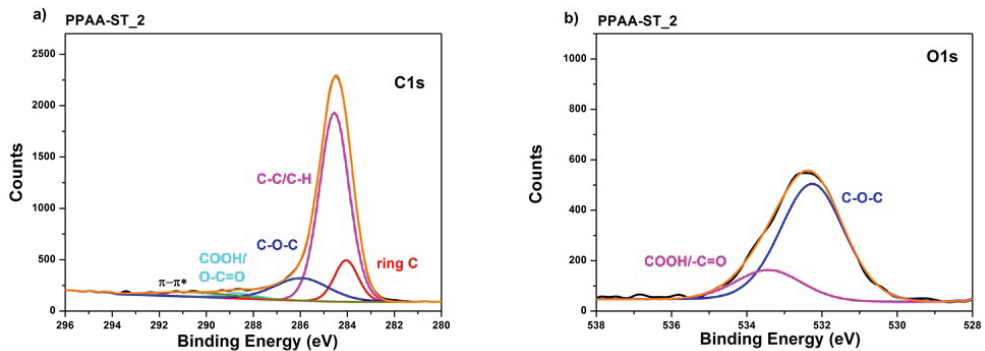 a)
PPAA-ST_2
C1s
2500
2000
1500
1000
500
0
Counts
C-C/C-H
C-O-C
COOH/
O-C=O
π-π*
ring C
296 294 292 290 288 286 284 282 280
Binding Energy (eV)
b)
PPAA-ST_2
O1s
1000
800
600
400
200
0
Counts
C-O-C
COOH/-C=O
538 536 534 532 530 528
Binding Energy (eV)